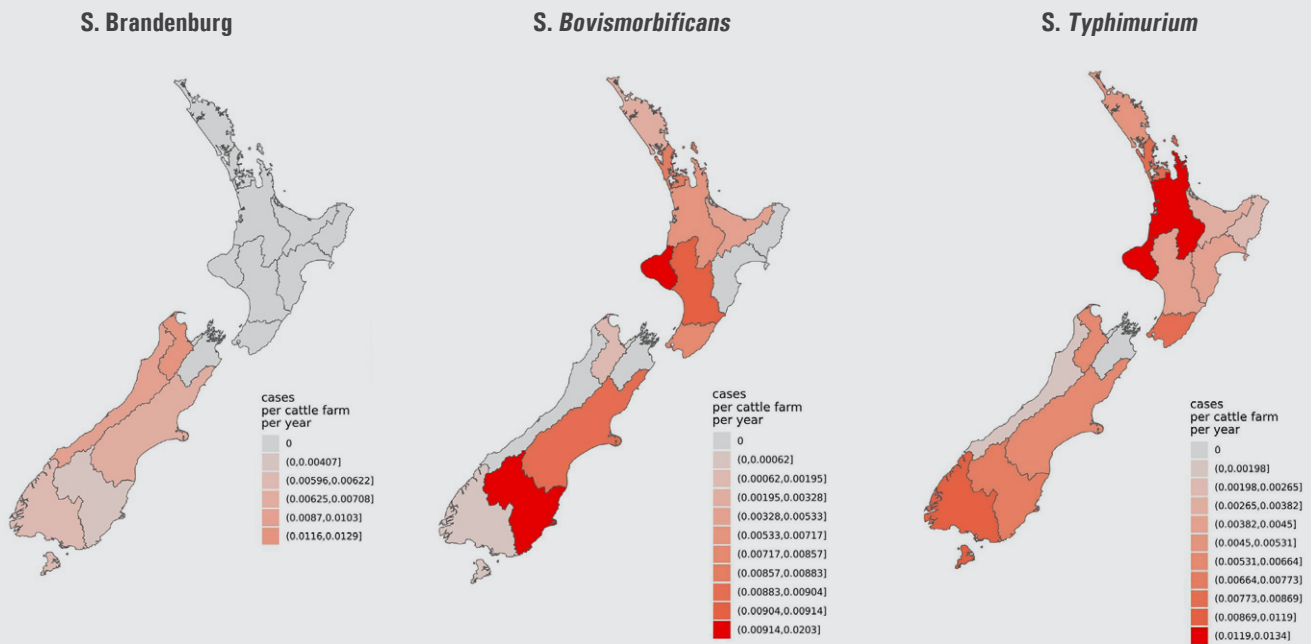 S. Brandenburg
S. Bovismorbificans
S. Typhimurium
cases
per cattle farm
per year
0
(0,0.00407]
(0.00596,0.00622]
(0.00625,0.00708]
(0.0087,0.0103]
(0.0116,0.0129]
cases
per cattle farm
per year
0
(0,0.00062]
(0.00062,0.00195]
(0.00195,0.00328]
(0.00328,0.00533]
(0.00533,0.00717]
(0.00717,0.00857]
(0.00857,0.00883]
(0.00883,0.00904]
(0.00904,0.00914]
(0.00914,0.0203]
cases
per cattle farm
per year
0
(0,0.00198]
(0.00198,0.00265]
(0.00265,0.00382]
(0.00382,0.0045]
(0.0045,0.00531]
(0.00531,0.00664]
(0.00664,0.00773]
(0.00773,0.00869]
(0.00869,0.0119]
(0.0119,0.0134]